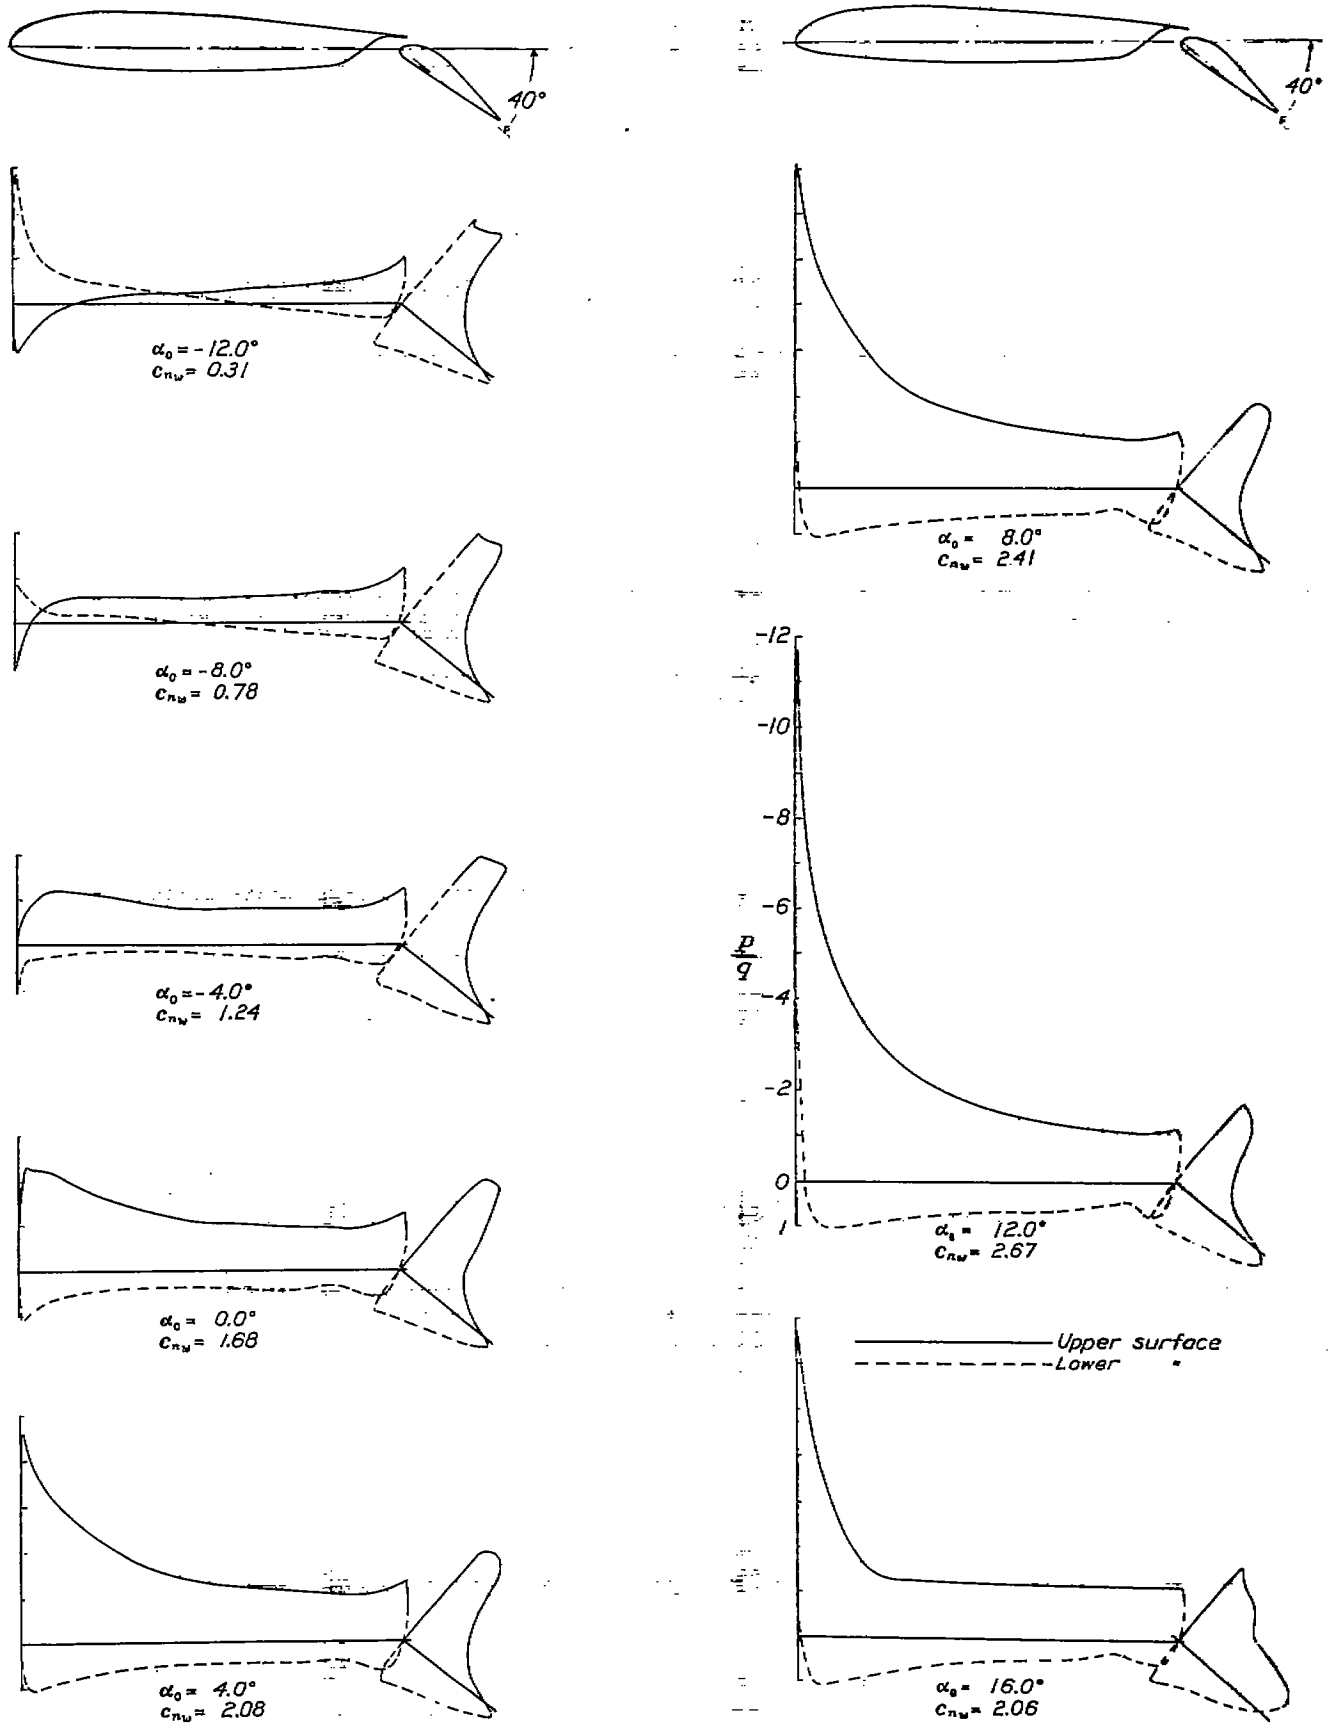 40°
α₀ = -12.0°
cₙw = 0.31
α₀ = -8.0°
cₙw = 0.78
α₀ = -4.0°
cₙw = 1.24
α₀ = 0.0°
cₙw = 1.68
α₀ = 4.0°
cₙw = 2.08
40°
α₀ = 8.0°
cₙw = 2.41
-12
-10
-8
-6
p/q
-4
-2
0
1
α₀ = 12.0°
cₙw = 2.67
Upper surface
Lower "
α₀ = 16.0°
cₙw = 2.06